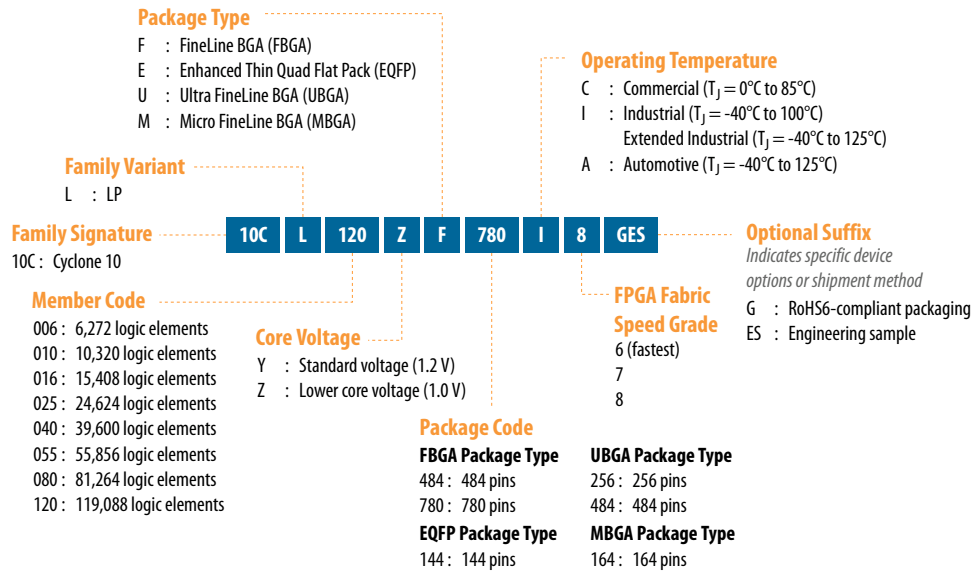 Package Type
F : FineLine BGA (FBGA)
E : Enhanced Thin Quad Flat Pack (EQFP)
U : Ultra FineLine BGA (UBGA)
M : Micro FineLine BGA (MBGA)
Operating Temperature
C : Commercial (TJ = 0°C to 85°C)
I : Industrial (TJ = -40°C to 100°C)
Extended Industrial (TJ = -40°C to 125°C)
A : Automotive (TJ = -40°C to 125°C)
Family Variant
L : LP
Family Signature
10C : Cyclone 10
10C L 120 Z F 780 I 8 GES
Optional Suffix
Indicates specific device
options or shipment method
G : RoHS6-compliant packaging
ES : Engineering sample
Member Code
006 : 6,272 logic elements
010 : 10,320 logic elements
016 : 15,408 logic elements
025 : 24,624 logic elements
040 : 39,600 logic elements
055 : 55,856 logic elements
080 : 81,264 logic elements
120 : 119,088 logic elements
Core Voltage
Y : Standard voltage (1.2 V)
Z : Lower core voltage (1.0 V)
FPGA Fabric
Speed Grade
6 (fastest)
7
8
Package Code
FBGA Package Type
484 : 484 pins
780 : 780 pins
EQFP Package Type
144 : 144 pins
UBGA Package Type
256 : 256 pins
484 : 484 pins
MBGA Package Type
164 : 164 pins